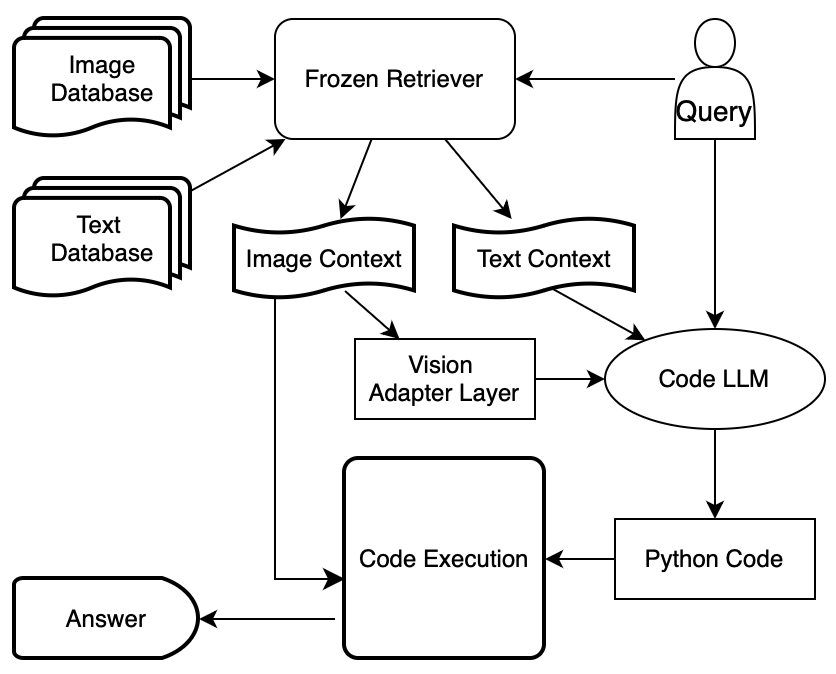 Image
Database
Frozen Retriever
Query
Text
Database
Image Context
Text Context
Vision
Adapter Layer
Code LLM
Code Execution
Python Code
Answer